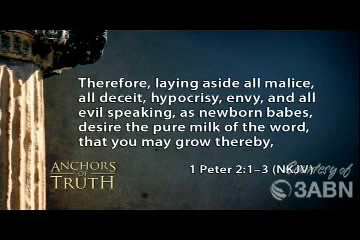 Therefore, laying aside all malice,
all deceit, hypocrisy, envy, and all
evil speaking, as newborn babes,
desire the pure milk of the word,
that you may grow thereby,
ANCHORS
OF
TRUTH
1 Peter 2:1–3 (NKJV)
Courtesy of
3ABN